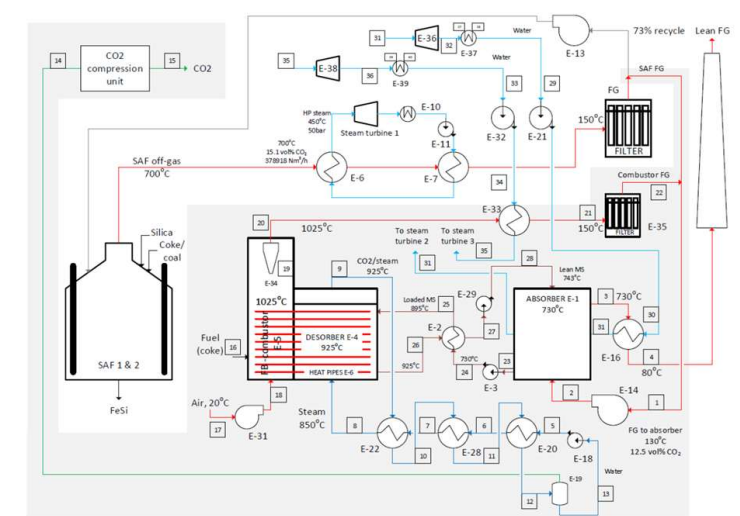 14
CO2
compression
unit
15
CO2
35
E-38
36
E-39
31
E-36
32
E-37
Water
Water
E-13
73% recycle
Lean FG
SAF FG
FG
150°C
FILTER
33
29
E-32
E-21
HP steam
450°C
50bar
Steam turbine 1
E-10
E-11
700°C
15.1 vol% CO2
378918 Nm³/h
E-6
E-7
SAF off-gas
700°C
34
E-33
Combustor FG
22
21
150°C
E-35
FILTER
Silica
Coke/
coal
SAF 1 & 2
FeSi
20
1025°C
To steam
turbine 2
To steam
turbine 3
31
35
28
E-34
19
1025°C
FB-combustor
E-5
9
CO2/steam
925°C
Loaded MS
895°C
25
E-29
Lean MS
743°C
ABSORBER E-1
730°C
3
730°C
30
31
E-16
4
80°C
DESORBER E-4
925°C
HEAT PIPES E-6
E-2
27
26
925°C
730°C
24
23
E-3
2
E-14
1
FG to absorber
130°C
12.5 vol% CO2
Fuel
(coke)
16
Air, 20°C
17
18
E-31
Steam
850°C
8
E-22
7
10
E-28
6
11
E-20
5
E-18
Water
12
E-19
13